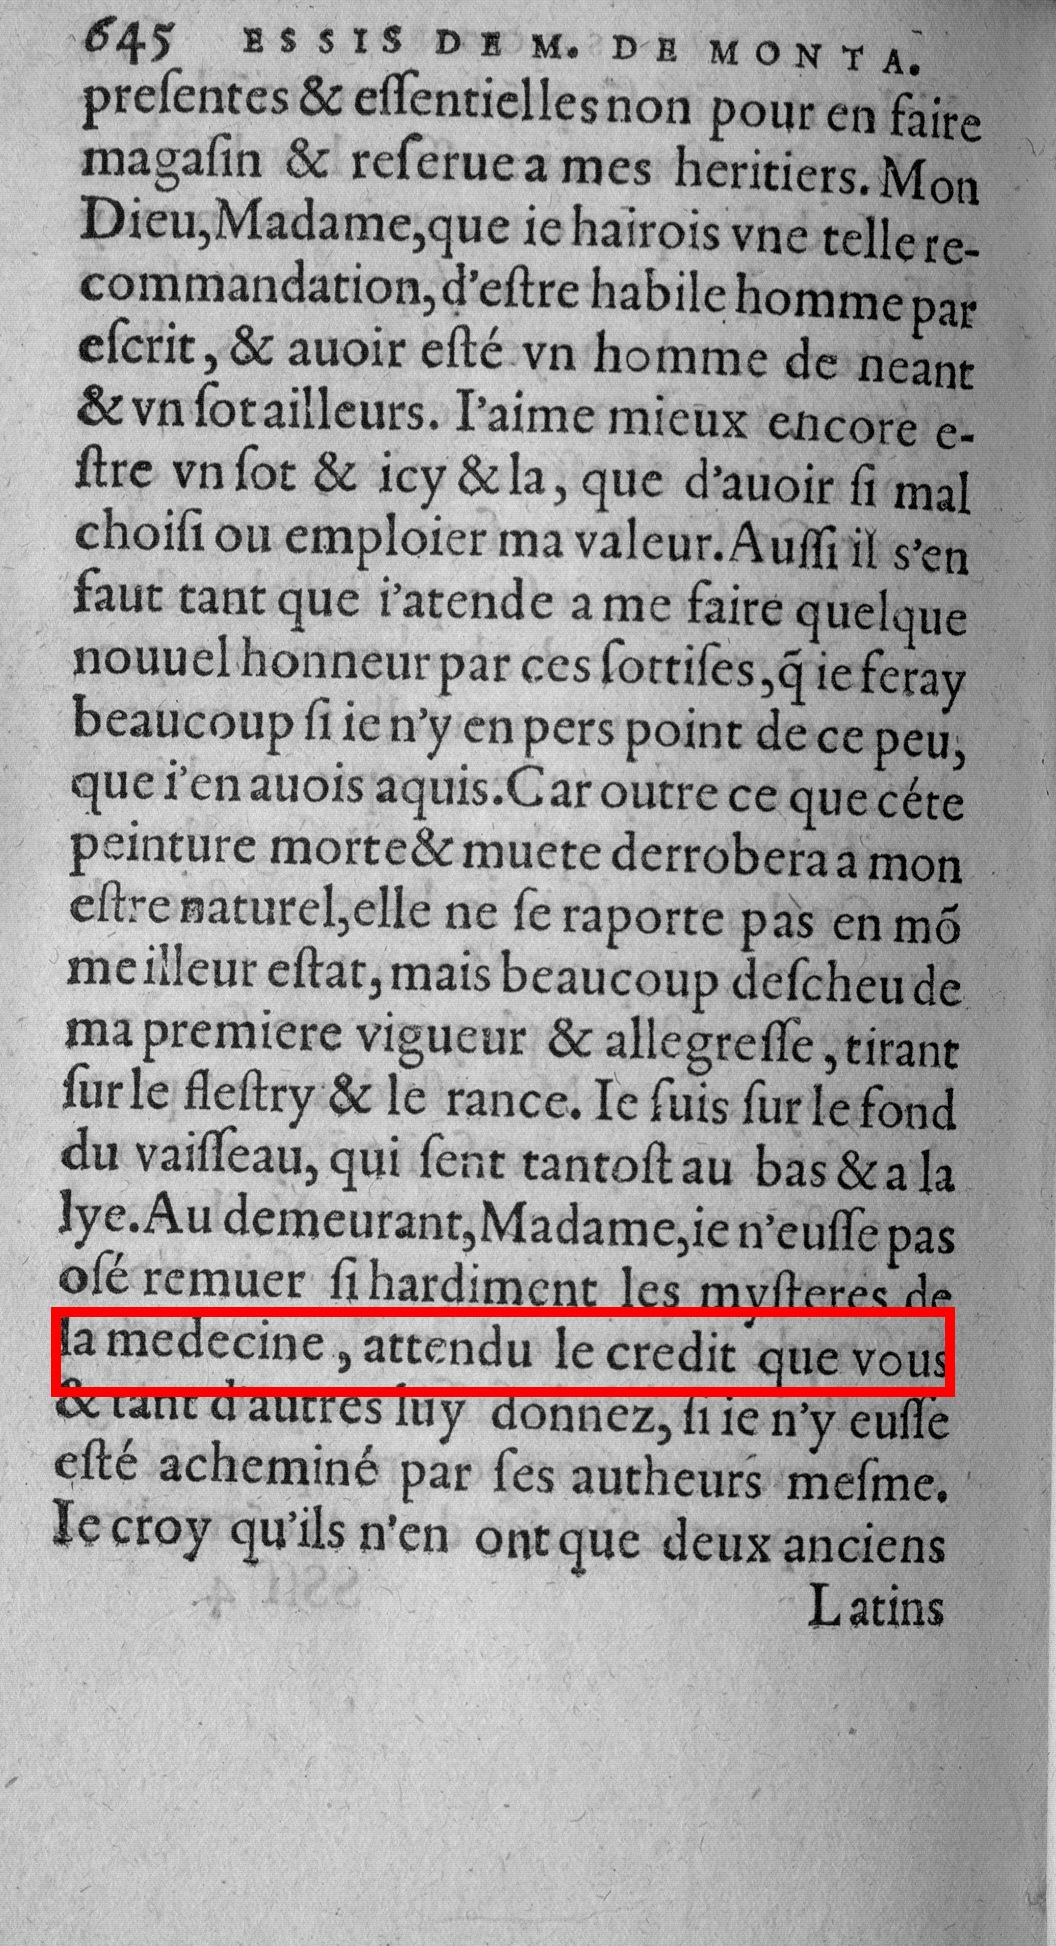 645 ESSIS DE M. DE MONTA.
preſentes & eſſentielles non pour en faire
magaſin & reſerue a mes heritiers. Mon
Dieu, Madame, que ie hairois vne telle re-
commandation, d'eſtre habile homme par
eſcrit, & auoir eſté vn homme de neant
& vn ſot ailleurs. I'aime mieux encore e-
ſtre vn ſot & icy & la, que d'auoir ſi mal
choiſi ou emploier ma valeur. Auſſi il s'en
faut tant que i'atende a me faire quelque
nouuel honneur par ces ſottiſes, q̃ ie feray
beaucoup ſi ie n'y en pers point de ce peu,
que i'en auois aquis. Car outre ce que céte
peinture morte & muete derrobera a mon
eſtre naturel, elle ne ſe raporte pas en mõ
meilleur eſtat, mais beaucoup deſcheu de
ma premiere vigueur & allegreſſe, tirant
ſur le fleſtry & le rance. Ie ſuis ſur le fond
du vaiſſeau, qui ſent tantoſt au bas & a la
lye. Au demeurant, Madame, ie n'euſſe pas
oſé remuer ſi hardiment les myſteres de
la medecine, attendu le credit que vous
& tant d'autres luy donnez, ſi ie n'y euſſe
eſté acheminé par ſes autheurs meſme.
Ie croy qu'ils n'en ont que deux anciens
Latins